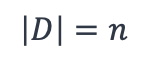 |D| = n